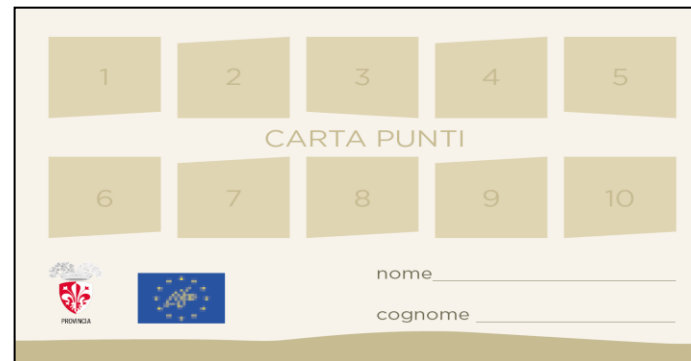 1 2 3 4 5
CARTA PUNTI
6 7 8 9 10
nome
cognome
PROVINCIA